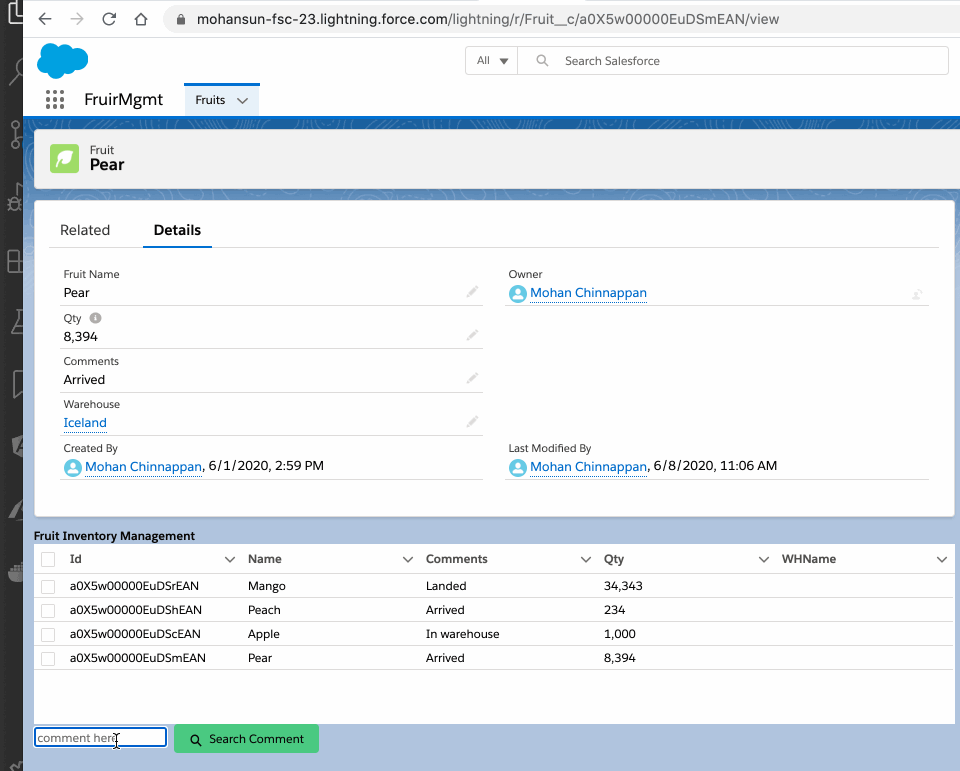 mohansun-fsc-23.lightning.force.com/lightning/r/Fruit__c/a0X5w00000EuDSmEAN/view
All Search Salesforce
FruirMgmt Fruits
Fruit
Pear
Related Details
Fruit Name Owner
Pear Mohan Chinnappan
Qty
8,394
Comments
Arrived
Warehouse
Iceland
Created By Last Modified By
Mohan Chinnappan, 6/1/2020, 2:59 PM Mohan Chinnappan, 6/8/2020, 11:06 AM
Fruit Inventory Management
Id Name Comments Qty WHName
a0X5w00000EuDSrEAN Mango Landed 34,343
a0X5w00000EuDShEAN Peach Arrived 234
a0X5w00000EuDScEAN Apple In warehouse 1,000
a0X5w00000EuDSmEAN Pear Arrived 8,394
comment here Search Comment